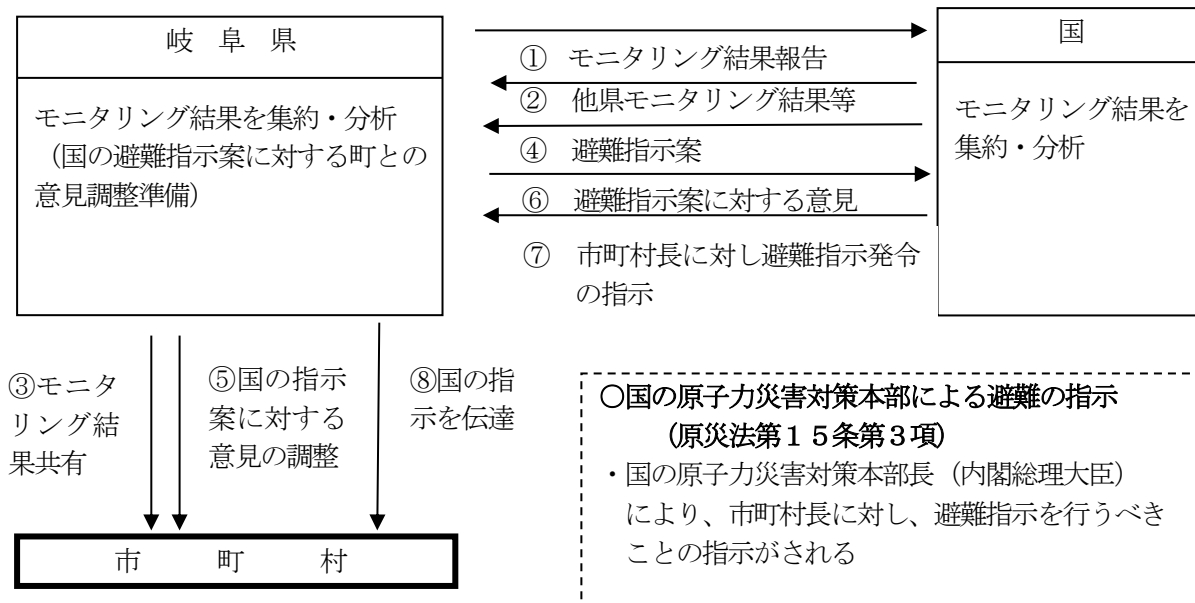 岐 阜 県
モニタリング結果を集約・分析
（国の避難指示案に対する町との
意見調整準備）
① モニタリング結果報告
② 他県モニタリング結果等
④ 避難指示案
⑥ 避難指示案に対する意見
⑦ 市町村長に対し避難指示発令
の指示
国
モニタリング結果を
集約・分析
③モニタ
リング結
果共有
⑤国の指示
案に対する
意見の調整
⑧国の指
示を伝達
市 町 村
○国の原子力災害対策本部による避難の指示
（原災法第１５条第３項）
・国の原子力災害対策本部長（内閣総理大臣）
により、市町村長に対し、避難指示を行うべき
ことの指示がされる